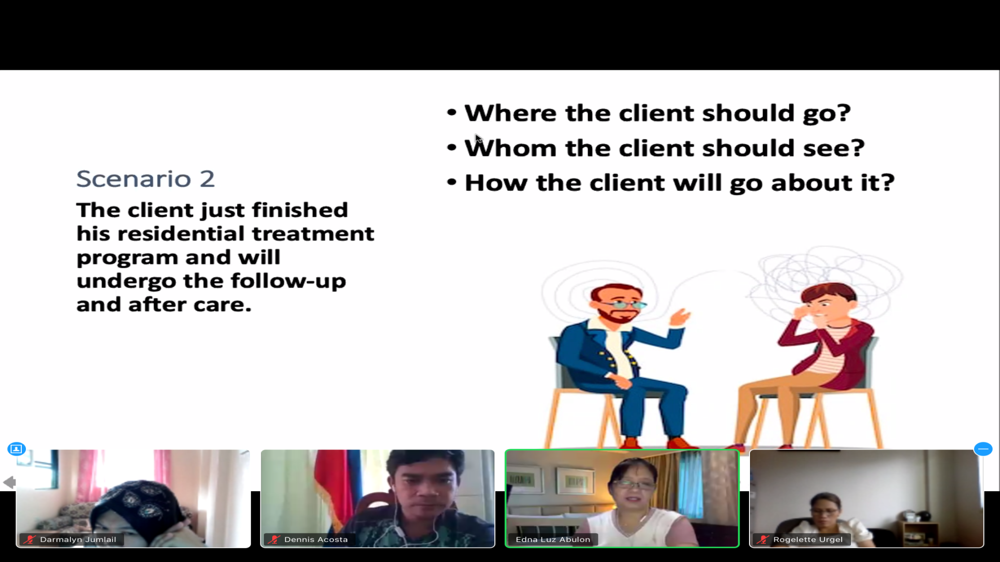 Scenario 2
The client just finished
his residential treatment
program and will
undergo the follow-up
and after care.
• Where the client should go?
• Whom the client should see?
• How the client will go about it?
Darmalyn Jumlail
Dennis Acosta
Edna Luz Abulon
Rogelette Urgel